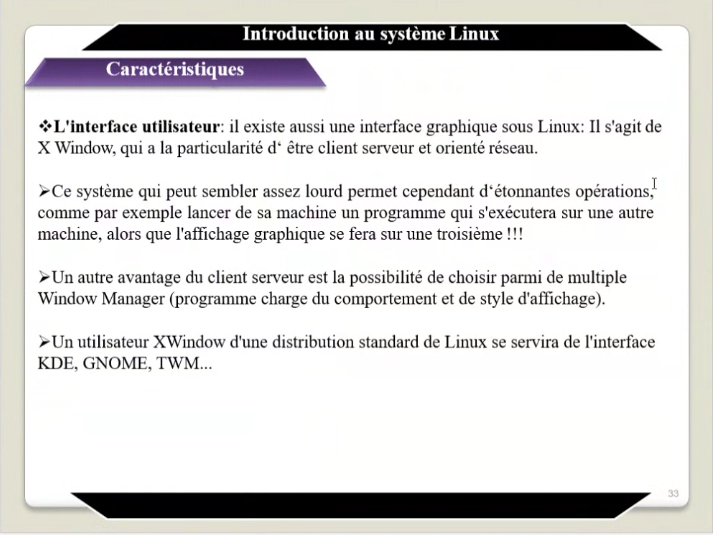 Introduction au système Linux
Caractéristiques
❖L'interface utilisateur: il existe aussi une interface graphique sous Linux: Il s'agit de
X Window, qui a la particularité d‘ être client serveur et orienté réseau.
➢Ce système qui peut sembler assez lourd permet cependant d‘étonnantes opérations,
comme par exemple lancer de sa machine un programme qui s'exécutera sur une autre
machine, alors que l'affichage graphique se fera sur une troisième !!!
➢Un autre avantage du client serveur est la possibilité de choisir parmi de multiple
Window Manager (programme charge du comportement et de style d'affichage).
➢Un utilisateur XWindow d'une distribution standard de Linux se servira de l'interface
KDE, GNOME, TWM...
33